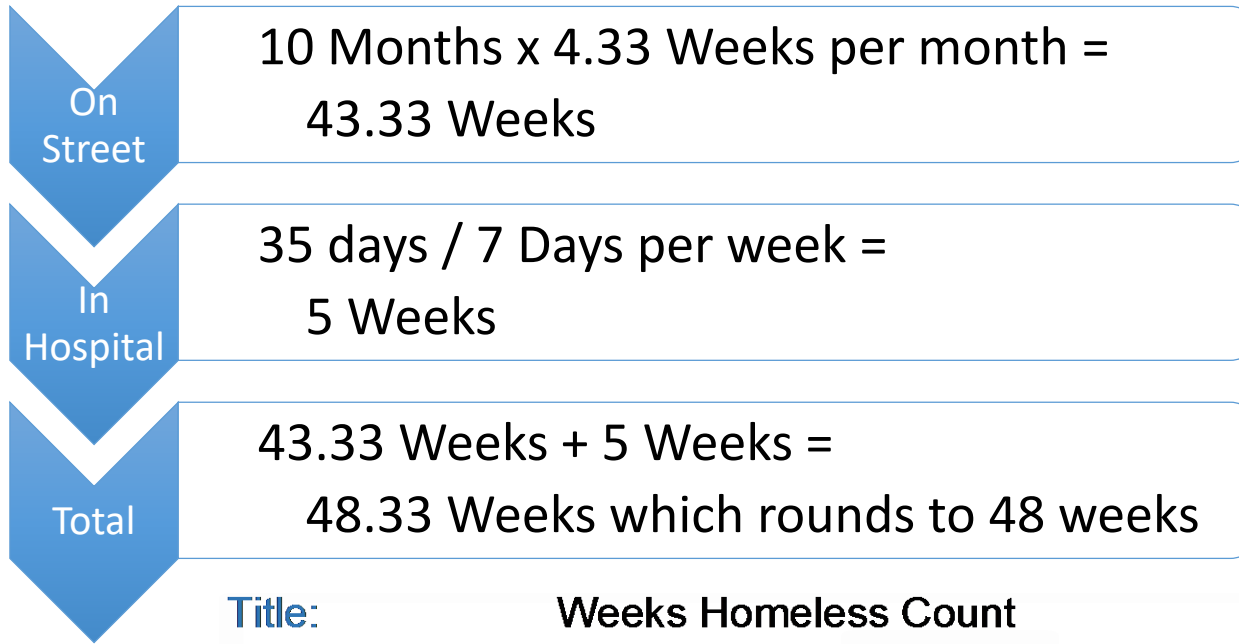 On
Street
10 Months x 4.33 Weeks per month =
43.33 Weeks
In
Hospital
35 days / 7 Days per week =
5 Weeks
Total
43.33 Weeks + 5 Weeks =
48.33 Weeks which rounds to 48 weeks
Title: Weeks Homeless Count